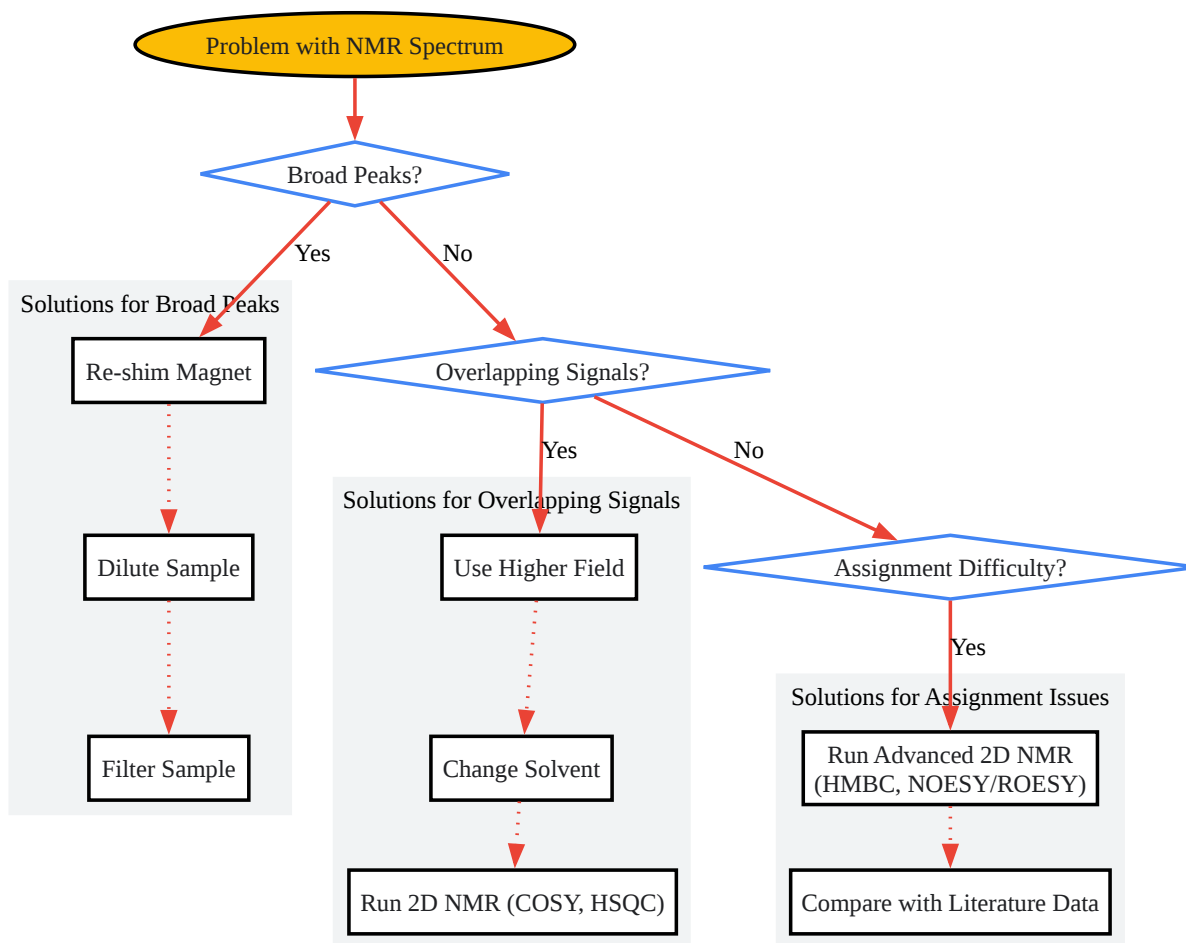 Problem with NMR Spectrum
Broad Peaks?
Yes
No
Solutions for Broad Peaks
Re-shim Magnet
Dilute Sample
Filter Sample
Overlapping Signals?
Yes
No
Solutions for Overlapping Signals
Use Higher Field
Change Solvent
Run 2D NMR (COSY, HSQC)
Assignment Difficulty?
Yes
Solutions for Assignment Issues
Run Advanced 2D NMR
(HMBC, NOESY/ROESY)
Compare with Literature Data